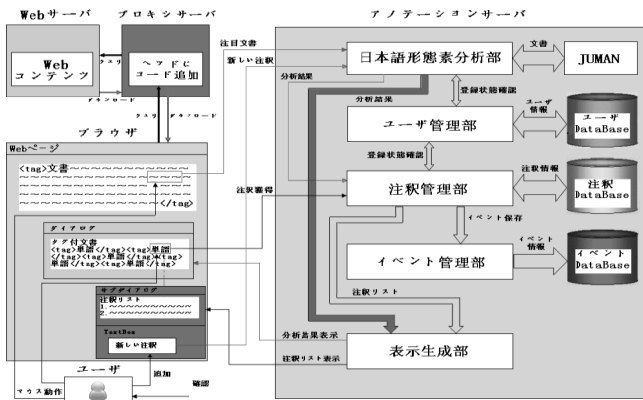 Webサーバ
プロキシサーバ
アノテーションサーバ
Web
コンテンツ
クエリ
ヘッドに
コード追加
ダウンロード
クエリ
ダウンロード
注目文書
新しい注釈
日本語形態素分析部
文書
JUMAN
分析結果
分析結果
登録状態確認
ブラウザ
Webページ
<tag>文書~~~~~~~~~~~~
~~~~~~~~~~~~~~~~~
~~~~~~~~~~~~~~~~~
~~~~~~~~~~~~~</tag>
ユーザ管理部
ユーザ
情報
ユーザ
DataBase
登録状態確認
注釈獲得
注釈管理部
注釈情報
注釈
DataBase
イベント保存
ダイアログ
タグ付文書
<tag>単語</tag><tag>単語
</tag><tag>単語</tag><tag>
単語</tag><tag>単語</tag>
イベント管理部
イベント
情報
イベント
DataBase
サブダイアログ
注釈リスト
1.~~~~~~~~~~~
2.~~~~~~~~~~~
注釈リスト
TextBox
新しい注釈
分析結果表示
注釈リスト表示
表示生成部
ユーザ
マウス動作
追加
確認